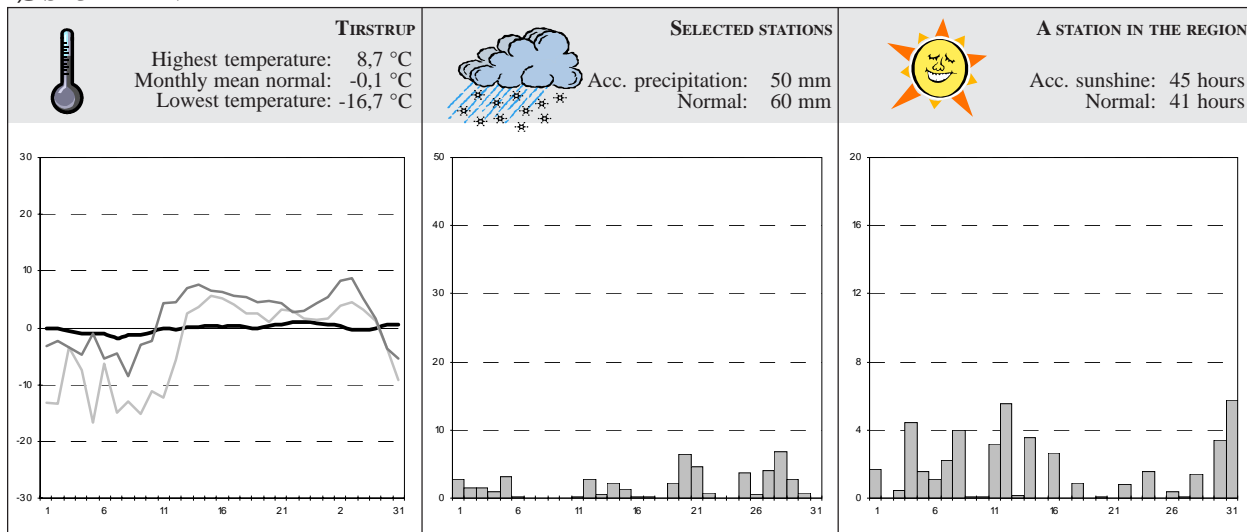 TIRSTRUP
Highest temperature: 8,7 °C
Monthly mean normal: -0,1 °C
Lowest temperature: -16,7 °C
SELECTED STATIONS
Acc. precipitation: 50 mm
Normal: 60 mm
A STATION IN THE REGION
Acc. sunshine: 45 hours
Normal: 41 hours
30
20
10
0
-10
-20
-30
1 6 11 16 21 2 31
50
40
30
20
10
0
1 6 11 16 21 26 31
20
16
12
8
4
0
1 6 11 16 21 26 31